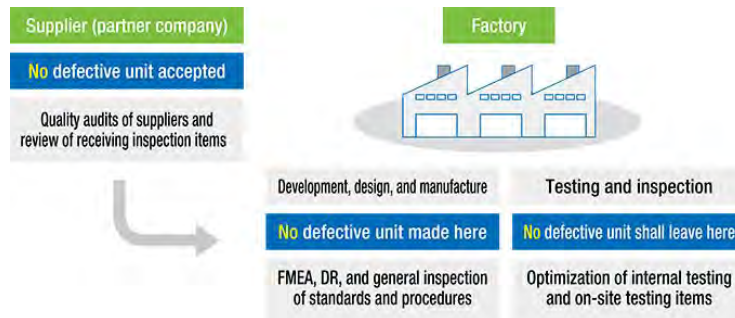 Supplier (partner company)
No defective unit accepted
Quality audits of suppliers and
review of receiving inspection items
Factory
Development, design, and manufacture
No defective unit made here
FMEA, DR, and general inspection
of standards and procedures
Testing and inspection
No defective unit shall leave here
Optimization of internal testing
and on-site testing items